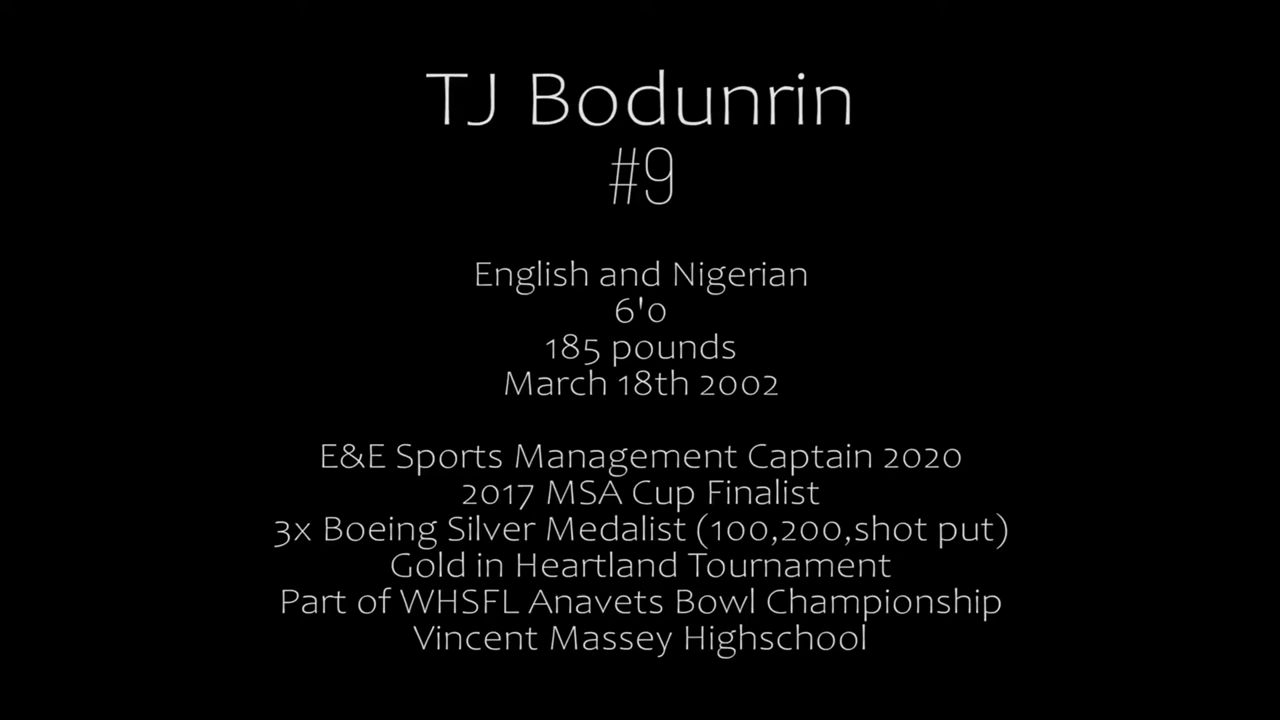 TJ Bodunrin
#9
English and Nigerian
6'0
185 pounds
March 18th 2002
E&E Sports Management Captain 2020
2017 MSA Cup Finalist
3x Boeing Silver Medalist (100,200,shot put)
Gold in Heartland Tournament
Part of WHSFL Anavets Bowl Championship
Vincent Massey Highschool